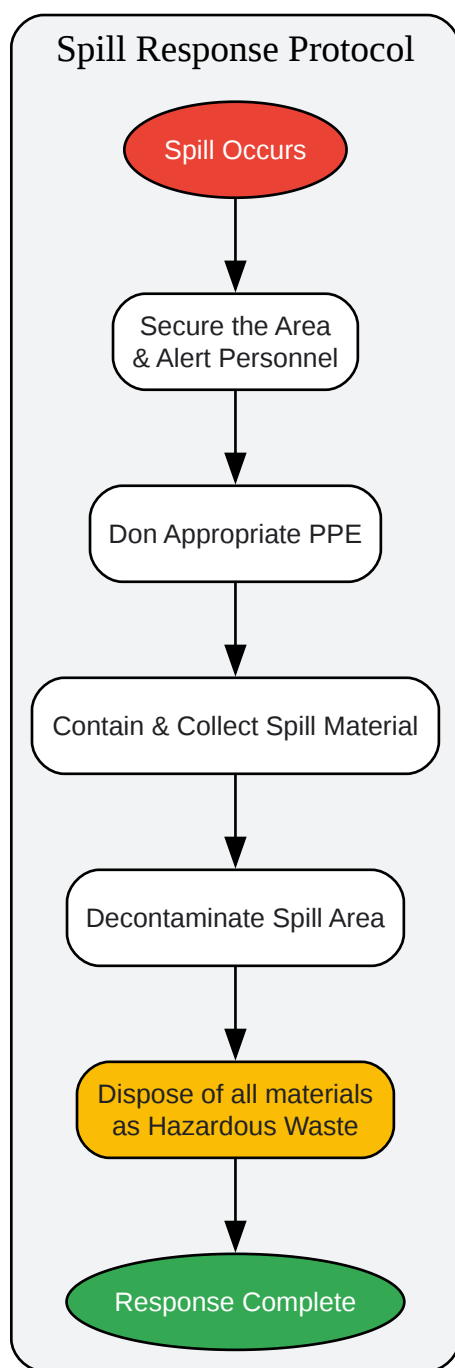 Spill Response Protocol
Spill Occurs
Secure the Area
& Alert Personnel
Don Appropriate PPE
Contain & Collect Spill Material
Decontaminate Spill Area
Dispose of all materials
as Hazardous Waste
Response Complete